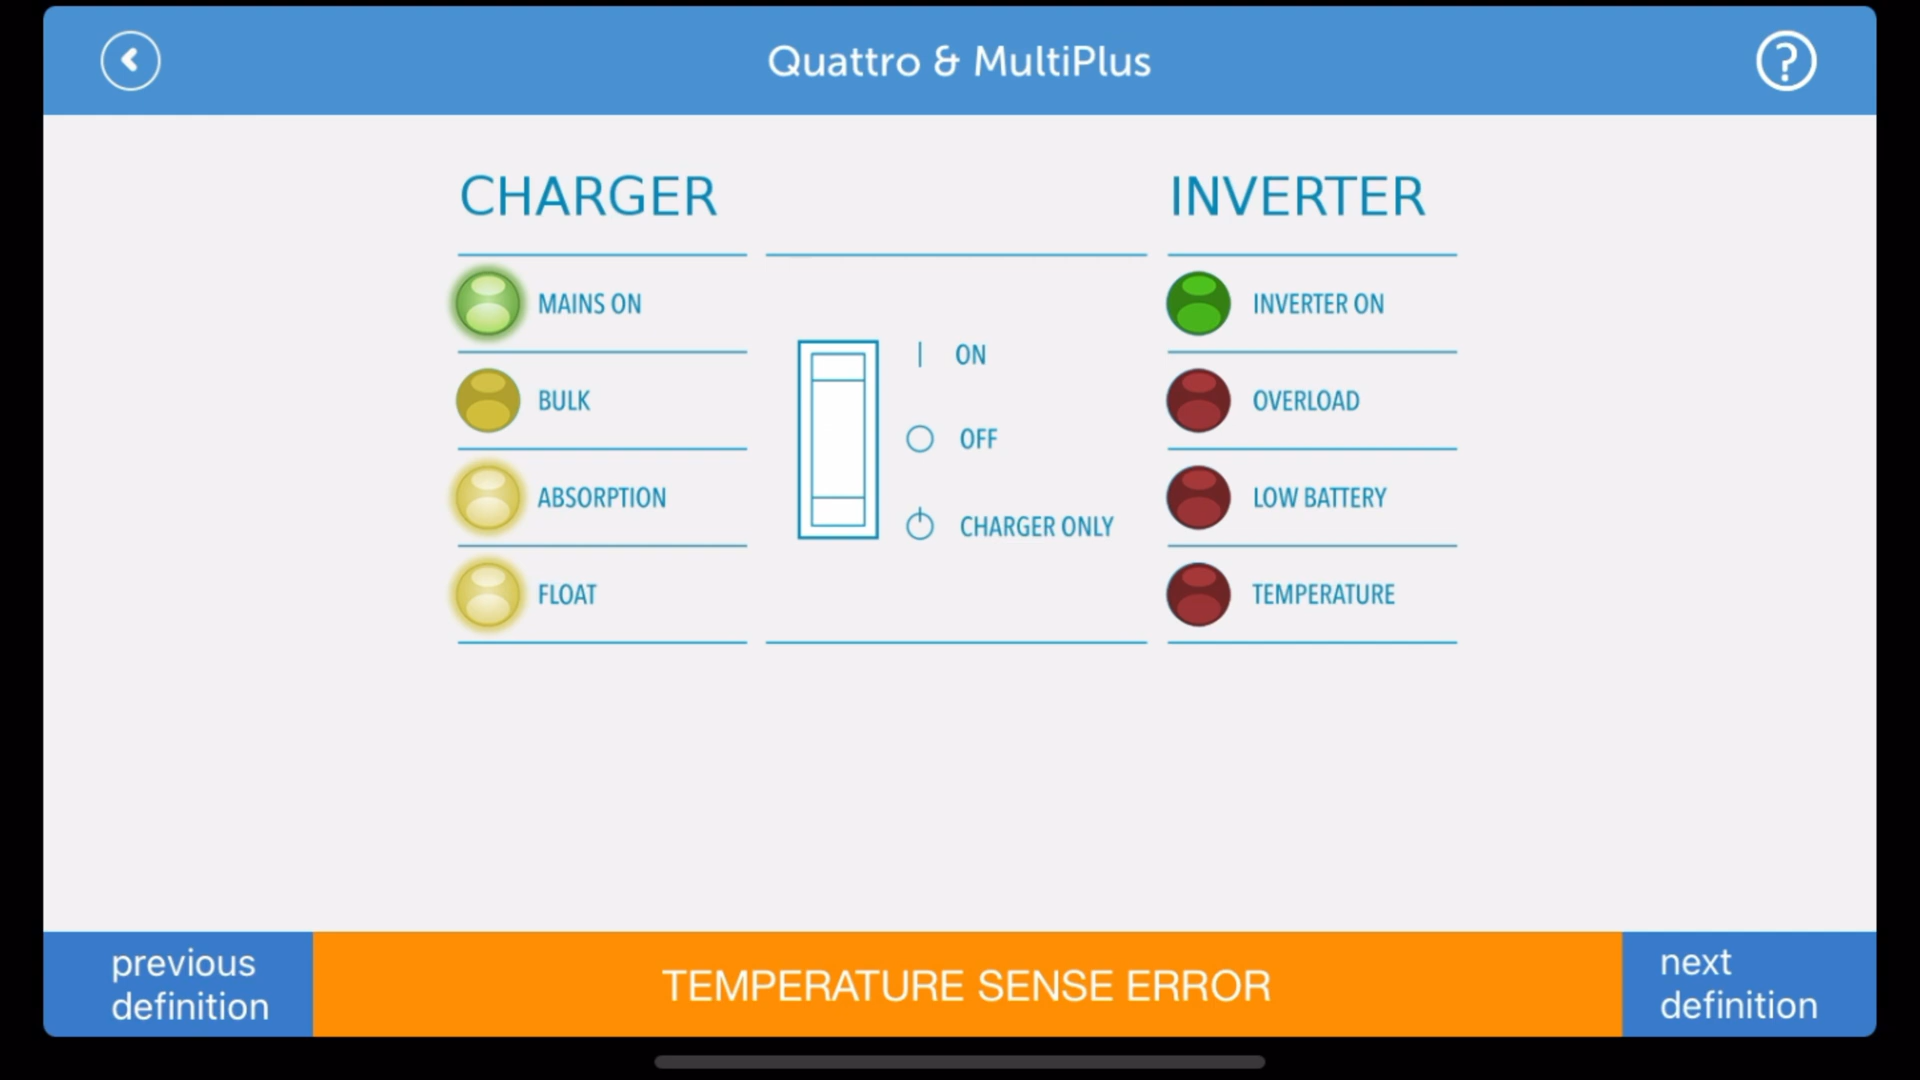 Quattro & MultiPlus
CHARGER
MAINS ON
BULK
ABSORPTION
FLOAT
ON
OFF
CHARGER ONLY
INVERTER
INVERTER ON
OVERLOAD
LOW BATTERY
TEMPERATURE
previous
definition
TEMPERATURE SENSE ERROR
next
definition